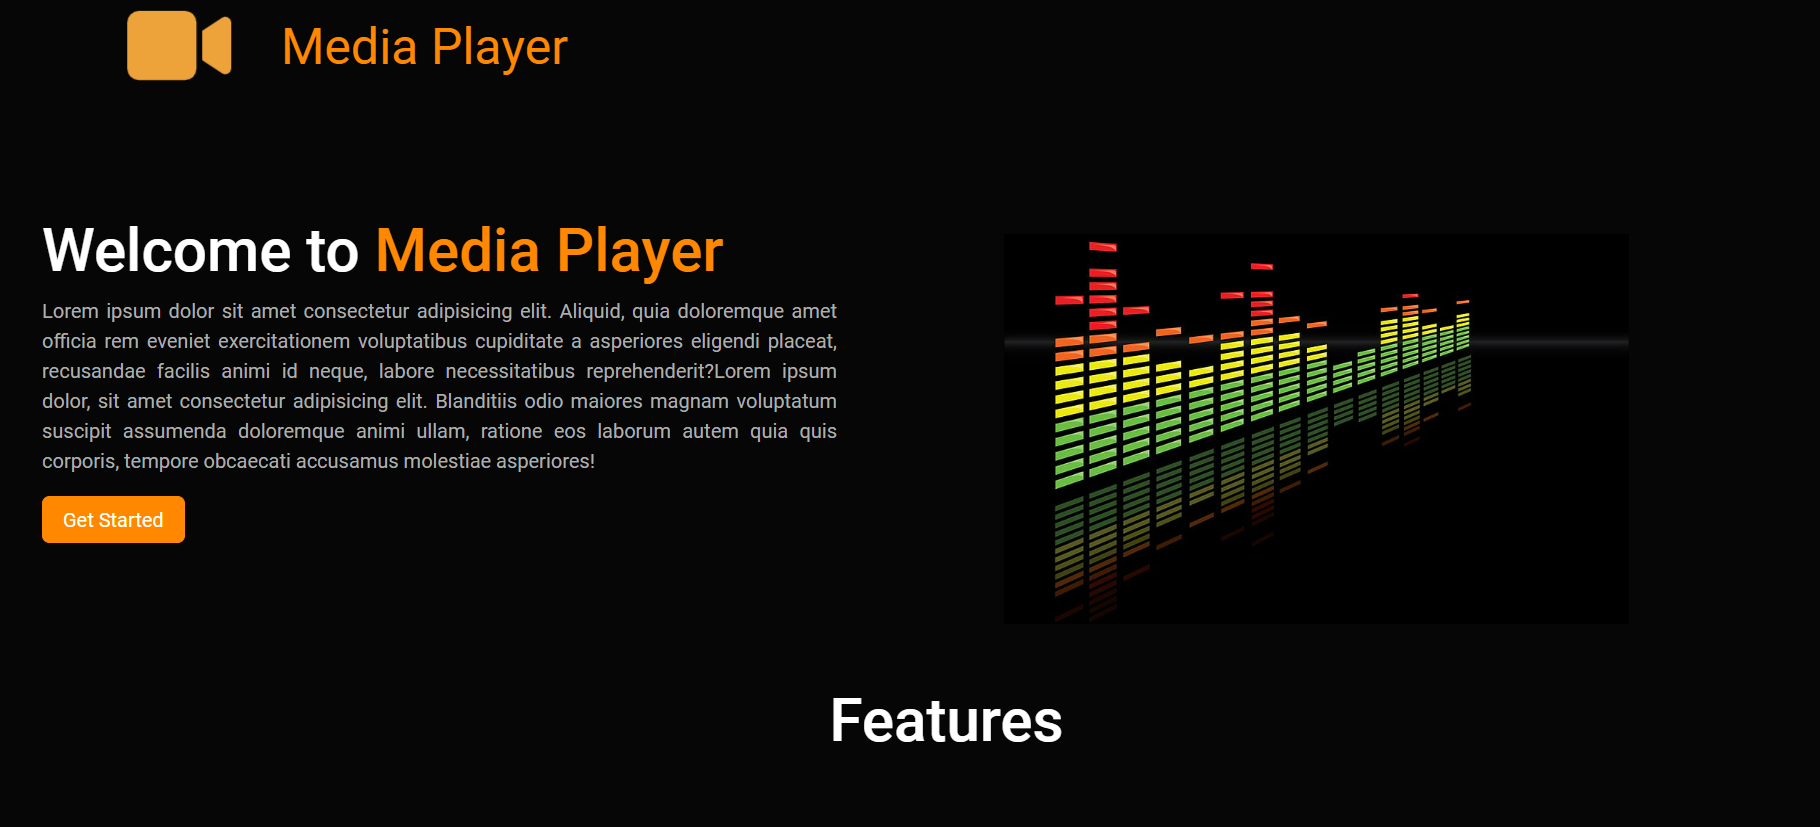 Media Player
Welcome to Media Player
Lorem ipsum dolor sit amet consectetur adipisicing elit. Aliquid, quia doloremque amet
officia rem eveniet exercitationem voluptatibus cupiditate a asperiores eligendi placeat,
recusandae facilis animi id neque, labore necessitatibus reprehenderit?Lorem ipsum
dolor, sit amet consectetur adipisicing elit. Blanditiis odio maiores magnam voluptatum
suscipit assumenda doloremque animi ullam, ratione eos laborum autem quia quis
corporis, tempore obcaecati accusamus molestiae asperiores!
Get Started
Features